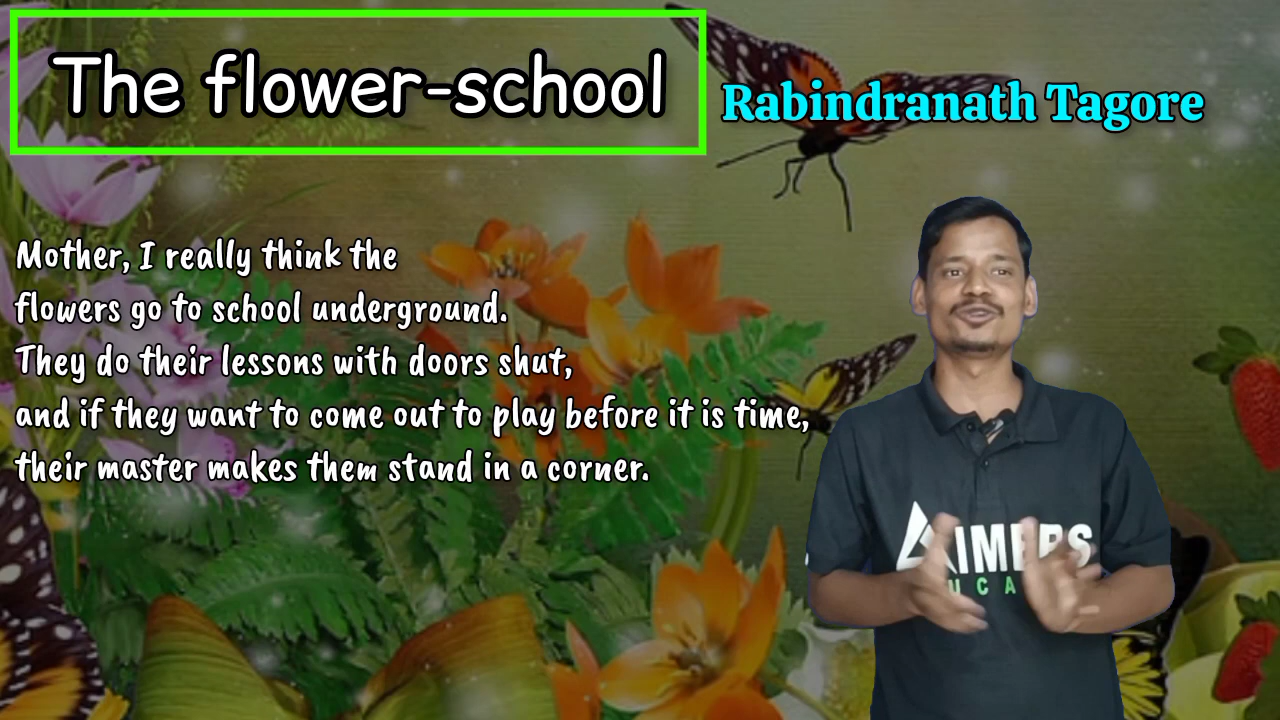 The flower-school
Rabindranath Tagore
Mother, I really think the
flowers go to school underground.
They do their lessons with doors shut,
and if they want to come out to play before it is time,
their master makes them stand in a corner.